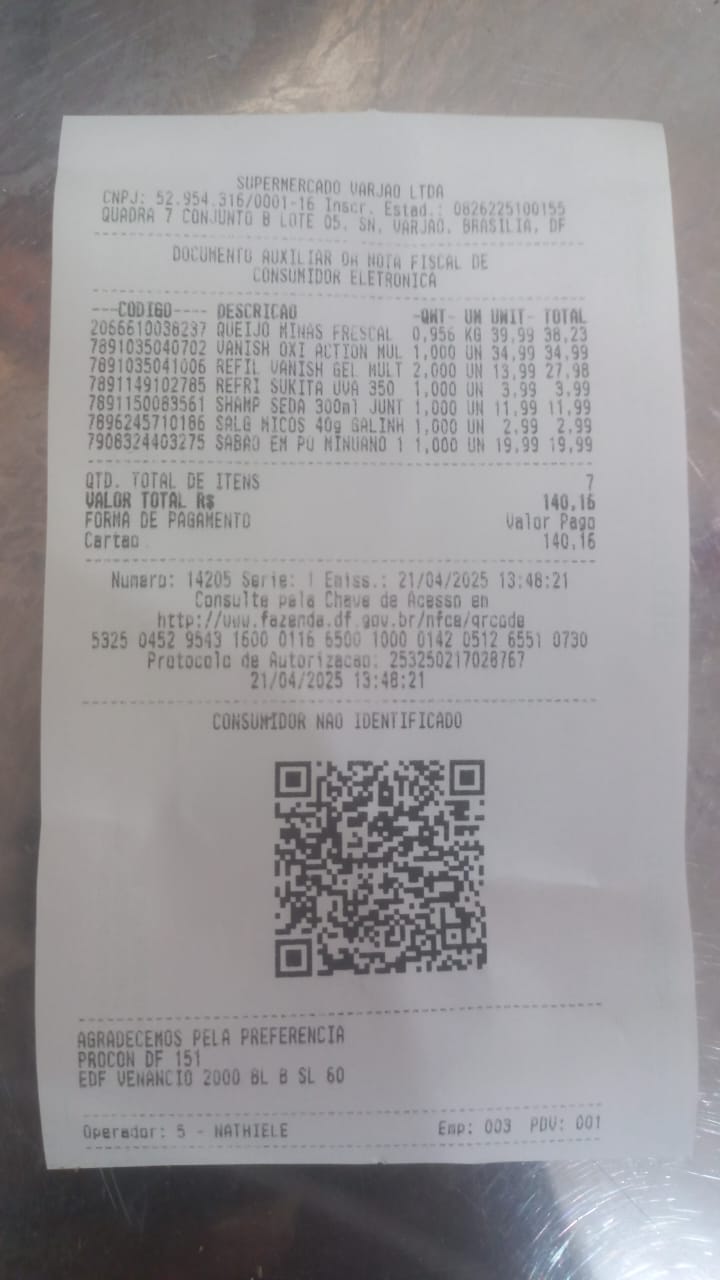 SUPERMERCADO VARJAO LTDA
CNPJ: 52.954.316/0001-16 Inscr. Estad.: 0826225100155
QUADRA 7 CONJUNTO B LOTE 05, SN, VARJAO, BRASILIA, DF
DOCUMENTO AUXILIAR DA NOTA FISCAL DE
CONSUMIDOR ELETRONICA
---CODIGO---- DESCRICAO -QNT- UN UNIT- TOTAL
2066610038237 QUEIJO MINAS FRESCAL 0,956 KG 39,99 38,23
7891035040702 VANISH OXI ACTION MUL 1,000 UN 34,99 34,99
7891035041006 REFIL VANISH GEL MULT 2,000 UN 13,99 27,98
7891149102785 REFRI SUKITA UVA 350 1,000 UN 3,99 3,99
7891150083561 SHAMP SEDA 300ml JUNT 1,000 UN 11,99 11,99
7896245710186 SALG MICOS 40g GALINH 1,000 UN 2,99 2,99
7908324403275 SABAO EM PO MINUANO 1 1,000 UN 19,99 19,99
QTD. TOTAL DE ITENS 7
VALOR TOTAL R$ 140,16
FORMA DE PAGAMENTO Valor Pago
Cartao 140,16
Numero: 14205 Serie: 1 Emiss.: 21/04/2025 13:48:21
Consulte pela Chave de Acesso em
http://www.fazenda.df.gov.br/nfce/qrcode
5325 0452 9543 1600 0116 6500 1000 0142 0512 6551 0730
Protocolo de Autorizacao: 253250217028767
21/04/2025 13:48:21
CONSUMIDOR NAO IDENTIFICADO
AGRADECEMOS PELA PREFERENCIA
PROCON DF 151
EDF VENANCIO 2000 BL B SL 60
Operador: 5 - NATHIELE Emp: 003 PDV: 001